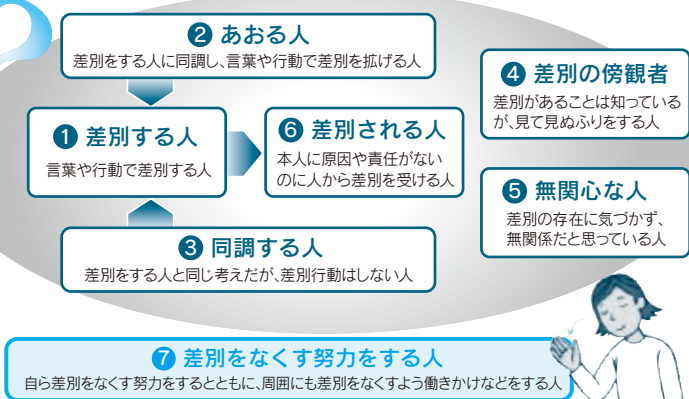 ❷ あおる人
差別をする人に同調し、言葉や行動で差別を拡げる人
❶ 差別する人
言葉や行動で差別する人
❻ 差別される人
本人に原因や責任がない
のに人から差別を受ける人
❸ 同調する人
差別をする人と同じ考えだが、差別行動はしない人
❹ 差別の傍観者
差別があることは知っている
が、見て見ぬふりをする人
❺ 無関心な人
差別の存在に気づかず、
無関係だと思っている人
❼ 差別をなくす努力をする人
自ら差別をなくす努力をするとともに、周囲にも差別をなくすよう働きかけなどをする人